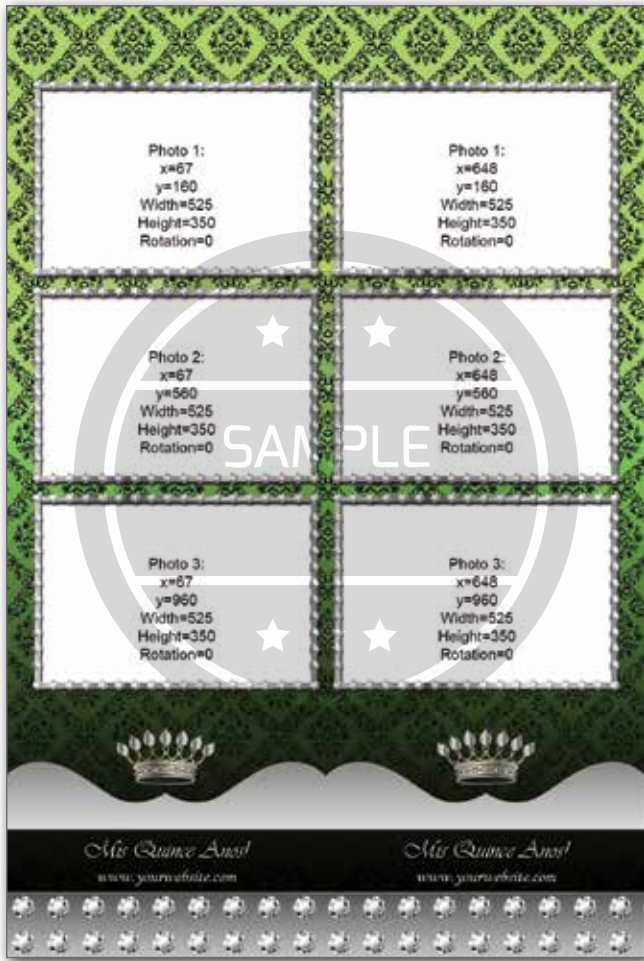 Photo 1:
x=67
y=160
Width=525
Height=350
Rotation=0
Photo 1:
x=648
y=160
Width=525
Height=350
Rotation=0
Photo 2:
x=67
y=560
Width=525
Height=350
Rotation=0
Photo 2:
x=648
y=560
Width=525
Height=350
Rotation=0
SAMPLE
Photo 3:
x=67
y=960
Width=525
Height=350
Rotation=0
Photo 3:
x=648
y=960
Width=525
Height=350
Rotation=0
Mis Quince Anos!
www.yourwebsite.com
Mis Quince Anos!
www.yourwebsite.com